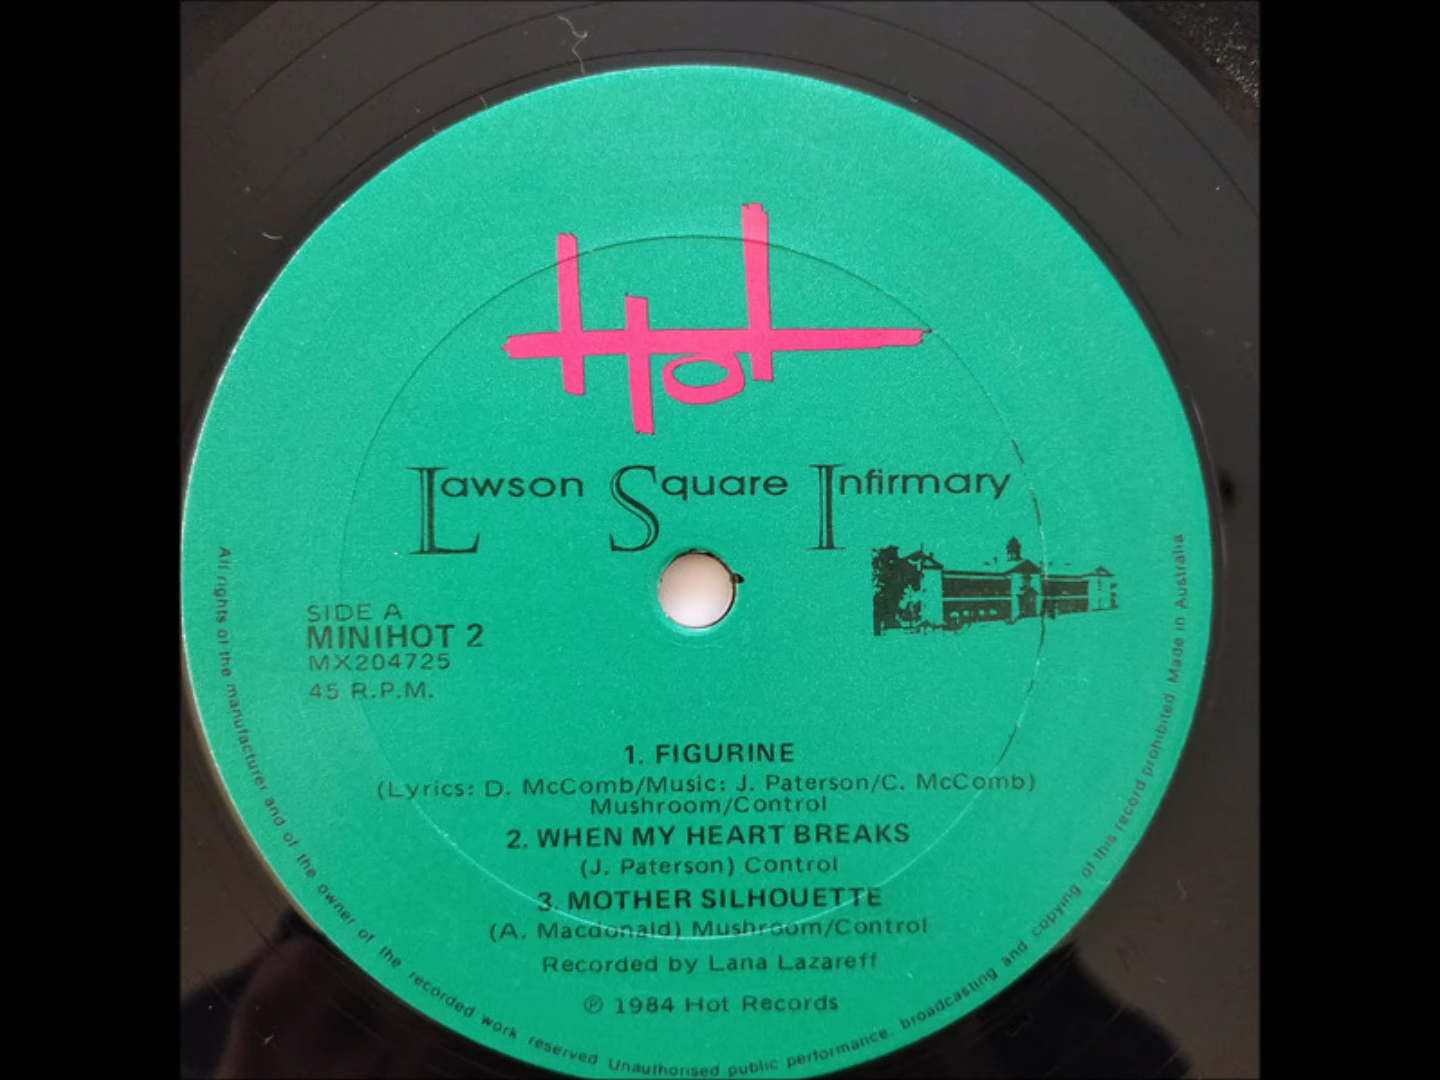 Hot
Lawson Square Infirmary
SIDE A
MINIHOT 2
MX204725
45 R.P.M.
1. FIGURINE
(Lyrics: D. McComb/Music: J. Paterson/C. McComb)
Mushroom/Control
2. WHEN MY HEART BREAKS
(J. Paterson) Control
3. MOTHER SILHOUETTE
(A. Macdonald) Mushroom/Control
Recorded by Lana Lazareff
℗ 1984 Hot Records
All rights of the manufacturer and of the owner of the recorded work reserved Unauthorised public performance, broadcasting and copying of this record prohibited Made in Australia